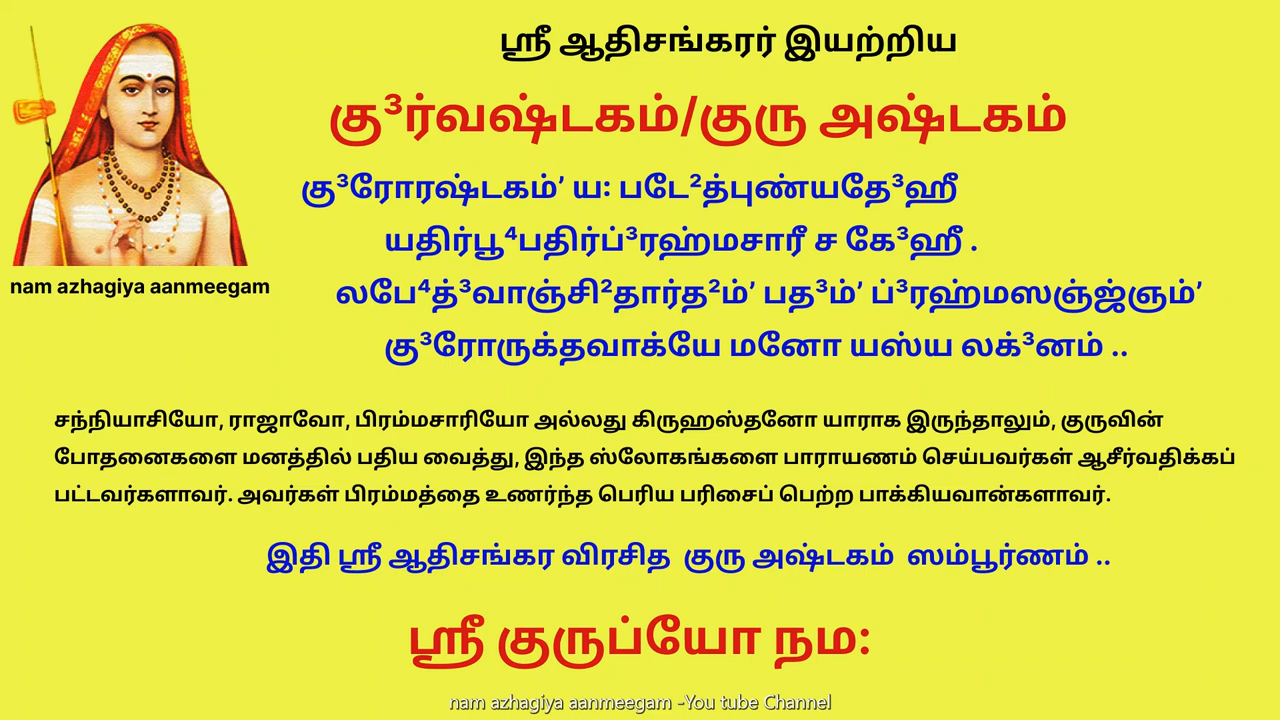 ஸ்ரீ ஆதிசங்கரர் இயற்றிய
கு³ர்வஷ்டகம்/குரு அஷ்டகம்
கு³ரோரஷ்டகம்ʼ ய꞉ படே²த்புண்யதே³ஹீ
யதிர்பூ⁴பதிர்ப்³ரஹ்மசாரீ ச கே³ஹீ .
nam azhagiya aanmeegam
லபே⁴த்³வாஞ்சி²தார்த²ம்ʼ பத³ம்ʼ ப்³ரஹ்மஸஞ்ஜ்ஞம்ʼ
கு³ரோருக்தவாக்யே மனோ யஸ்ய லக்³னம் ..
சந்நியாசியோ, ராஜாவோ, பிரம்மசாரியோ அல்லது கிருஹஸ்தனோ யாராக இருந்தாலும், குருவின்
போதனைகளை மனத்தில் பதிய வைத்து, இந்த ஸ்லோகங்களை பாராயணம் செய்பவர்கள் ஆசீர்வதிக்கப்
பட்டவர்களாவர். அவர்கள் பிரம்மத்தை உணர்ந்த பெரிய பரிசைப் பெற்ற பாக்கியவான்களாவர்.
இதி ஸ்ரீ ஆதிசங்கர விரசித குரு அஷ்டகம் ஸம்பூர்ணம் ..
ஸ்ரீ குருப்யோ நம:
nam azhagiya aanmeegam -You tube Channel